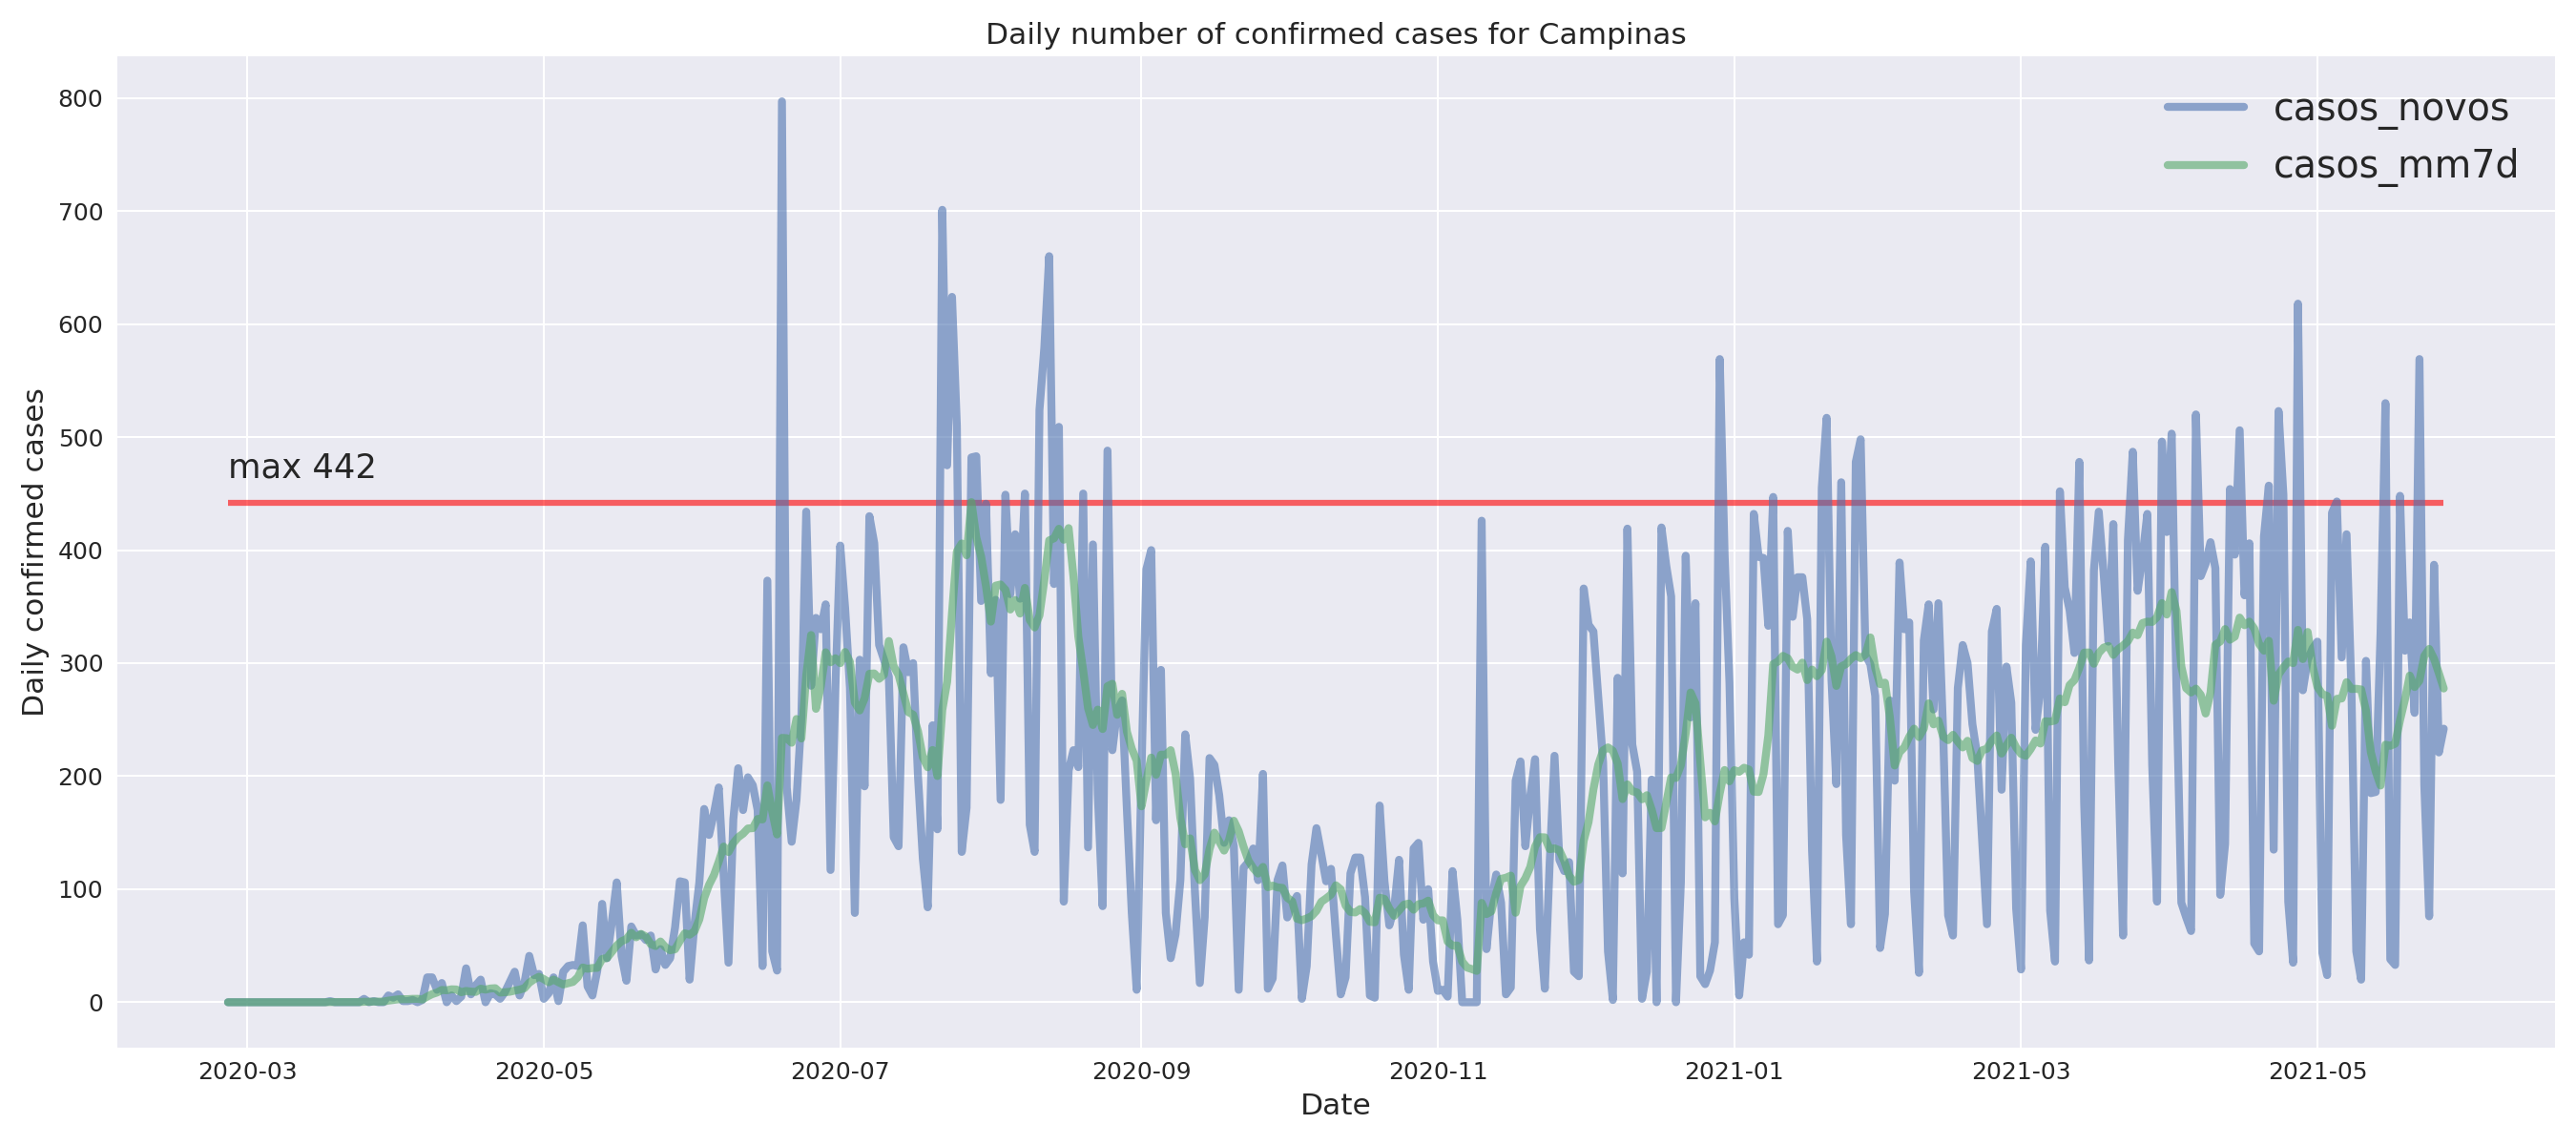 Daily number of confirmed cases for Campinas
casos_novos
casos_mm7d
max 442
Daily confirmed cases
800
700
600
500
400
300
200
100
0
2020-03
2020-05
2020-07
2020-09
2020-11
2021-01
2021-03
2021-05
Date